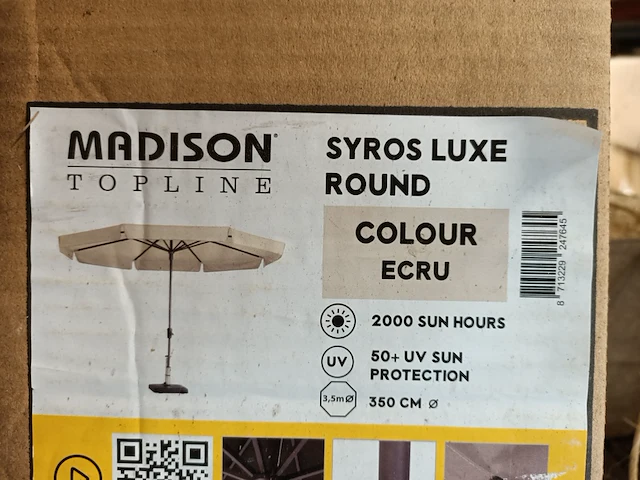 MADISON
TOPLINE
SYROS LUXE
ROUND
COLOUR
ECRU
8 713229 247645
2000 SUN HOURS
UV
50+ UV SUN
PROTECTION
3,5m Ø
350 CM Ø